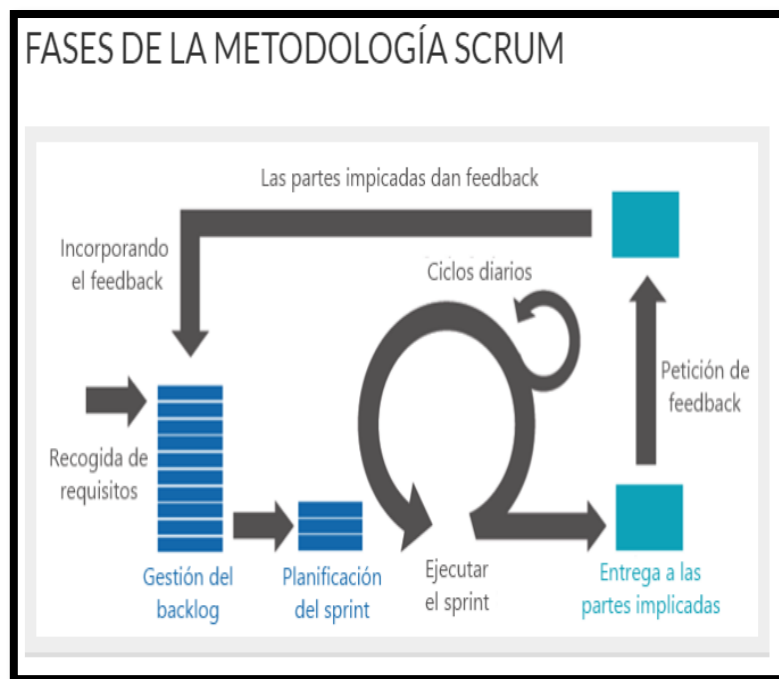 FASES DE LA METODOLOGÍA SCRUM
Las partes impicadas dan feedback
Incorporando
el feedback
Ciclos diarios
Petición de
feedback
Recogida de
requisitos
Gestión del
backlog
Planificación
del sprint
Ejecutar
el sprint
Entrega a las
partes implicadas